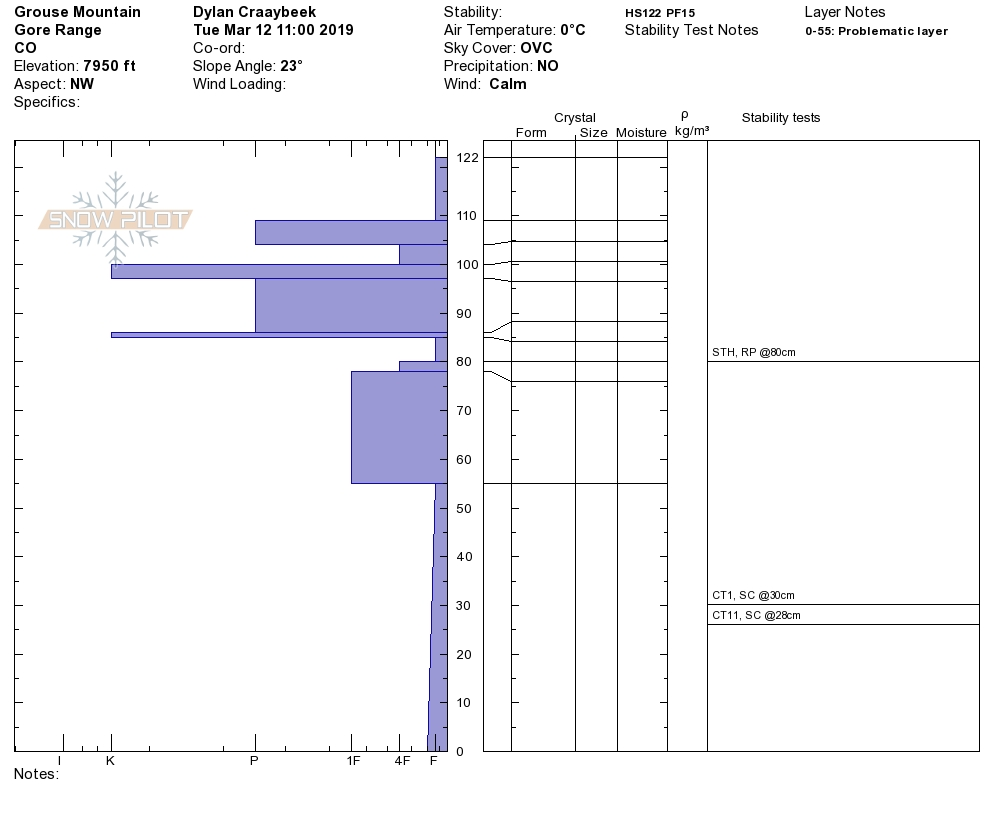 Grouse Mountain
Gore Range
CO
Elevation: 7950 ft
Aspect: NW
Specifics:
Dylan Craaybeek
Tue Mar 12 11:00 2019
Co-ord:
Slope Angle: 23°
Wind Loading:
Stability:
Air Temperature: 0°C
Sky Cover: OVC
Precipitation: NO
Wind: Calm
HS122 PF15
Stability Test Notes
Layer Notes
0-55: Problematic layer
Crystal
Form Size Moisture
ρ
kg/m³
Stability tests
SNOW PILOT
122
110
100
90
80
70
60
50
40
30
20
10
0
STH, RP @80cm
CT1, SC @30cm
CT11, SC @28cm
I K P 1F 4F F
Notes: